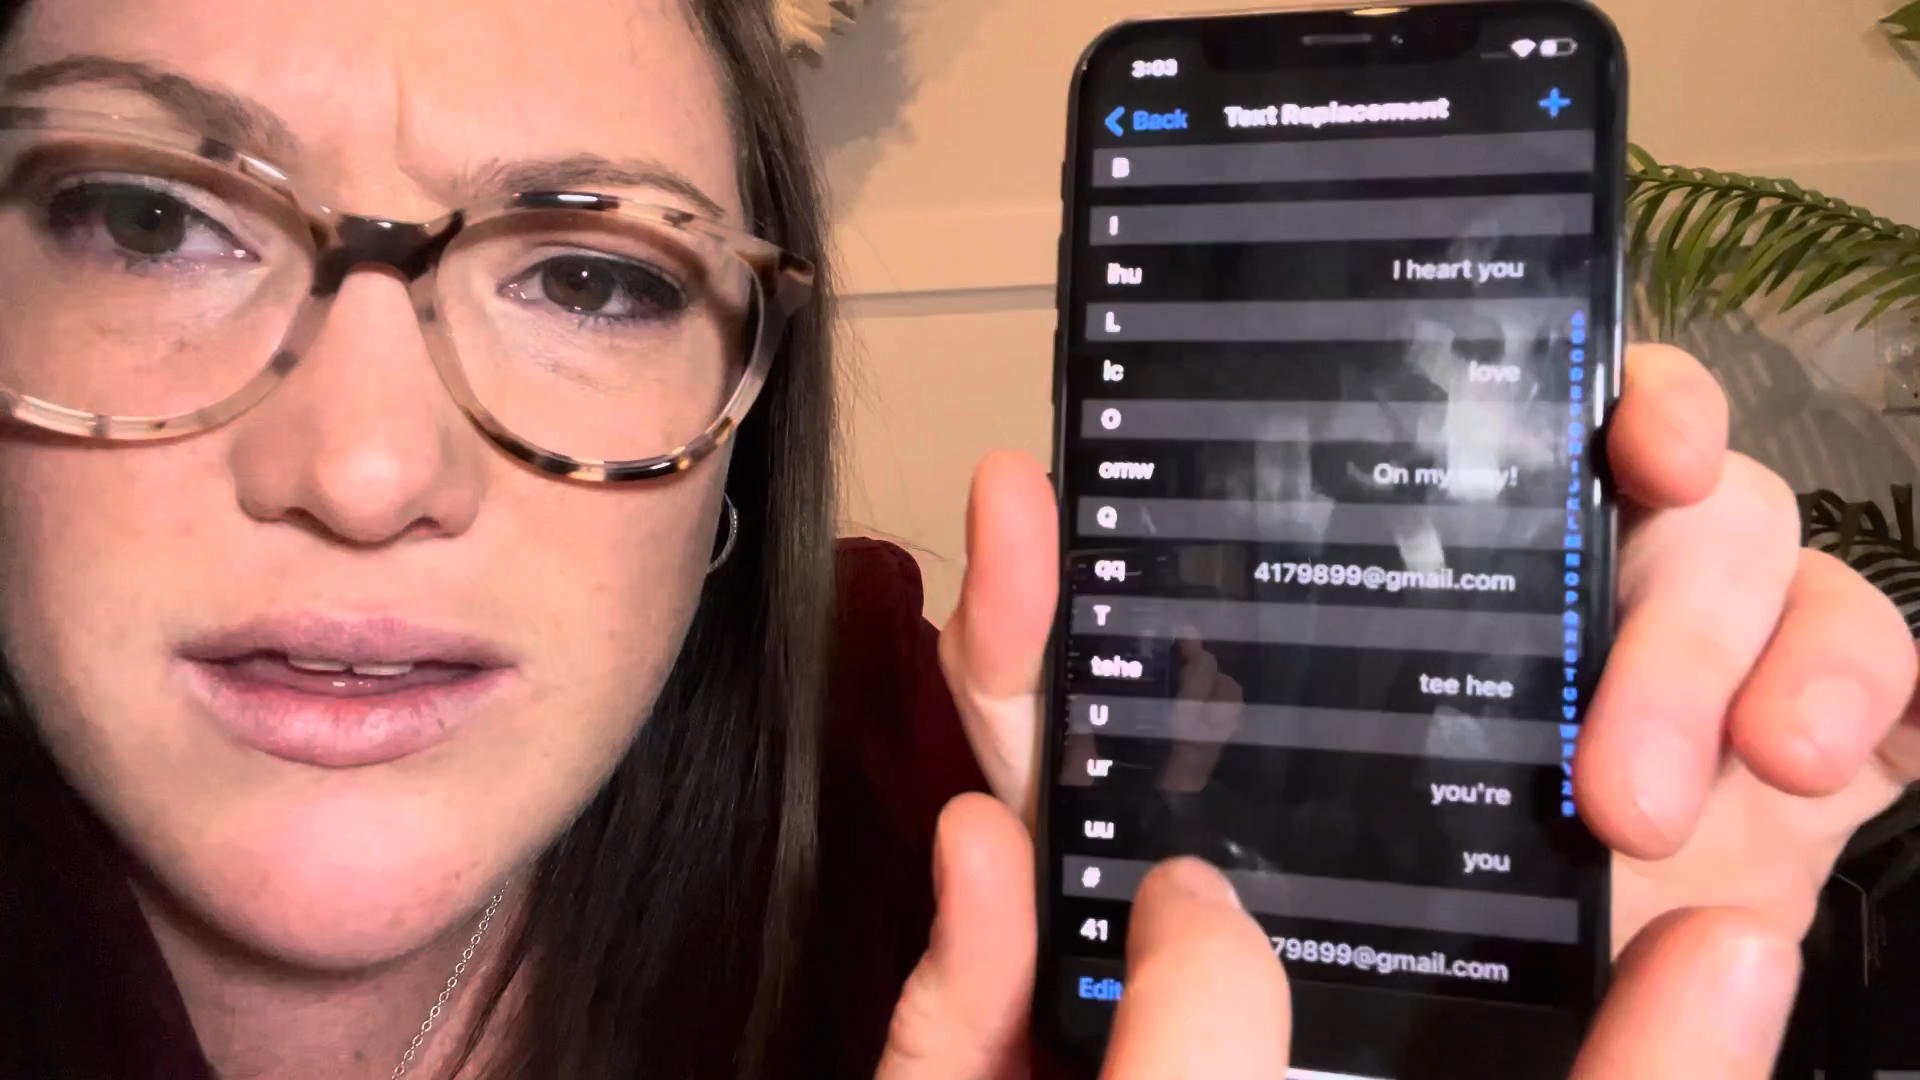 3:03
Back Text Replacement +
B
I
ihu I heart you
L
lc love
O
omw On my way!
Q
qq 4179899@gmail.com
T
tehe tee hee
U
ur you're
uu you
#
41 79899@gmail.com
Edit